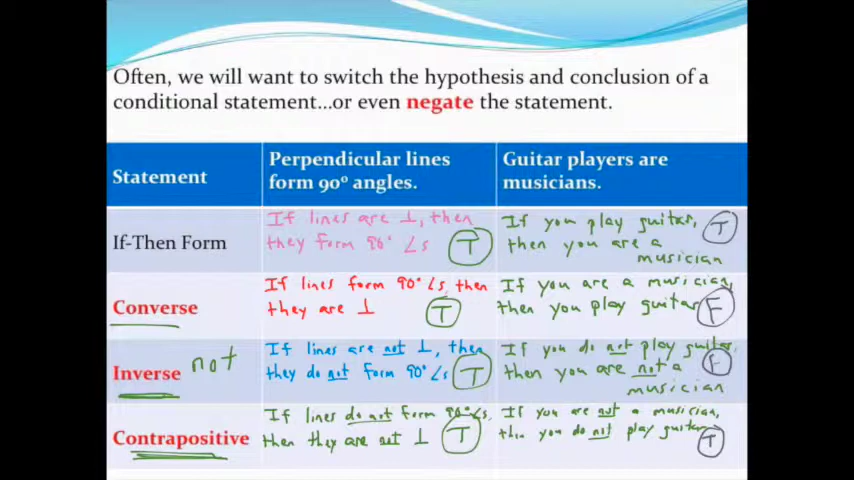 Often, we will want to switch the hypothesis and conclusion of a
conditional statement...or even negate the statement.
Statement
Perpendicular lines
form 90° angles.
Guitar players are
musicians.
If-Then Form
If lines are ⊥, then
they form 90° ∠s
T
If you play guitar,
then you are a
musician
T
Converse
If lines form 90° ∠s, then
they are ⊥
T
If you are a musician,
then you play guitar
F
Inverse
not
If lines are not ⊥, then
they do not form 90° ∠s
T
If you do not play guitar,
then you are not a
musician
F
Contrapositive
If lines do not form 90° ∠s,
then they are not ⊥
T
If you are not a musician,
then you do not play guitar
T